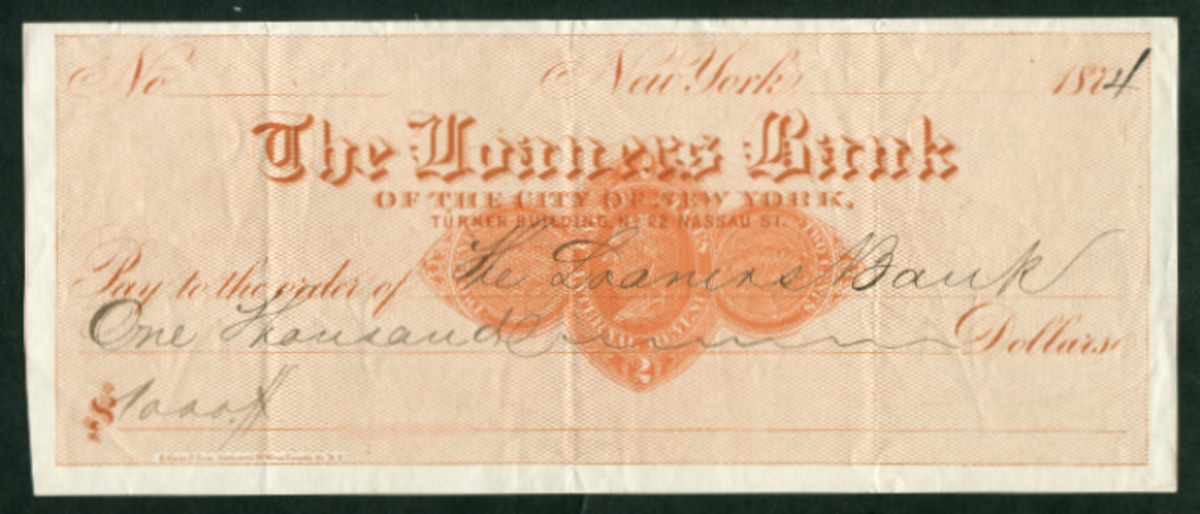 No New York 1874
The Loaners Bank
OF THE CITY OF NEW YORK.
TURNER BUILDING, No 22 NASSAU ST.
Pay to the order of The Loaners Bank
One Thousand Dollars
$1000
2